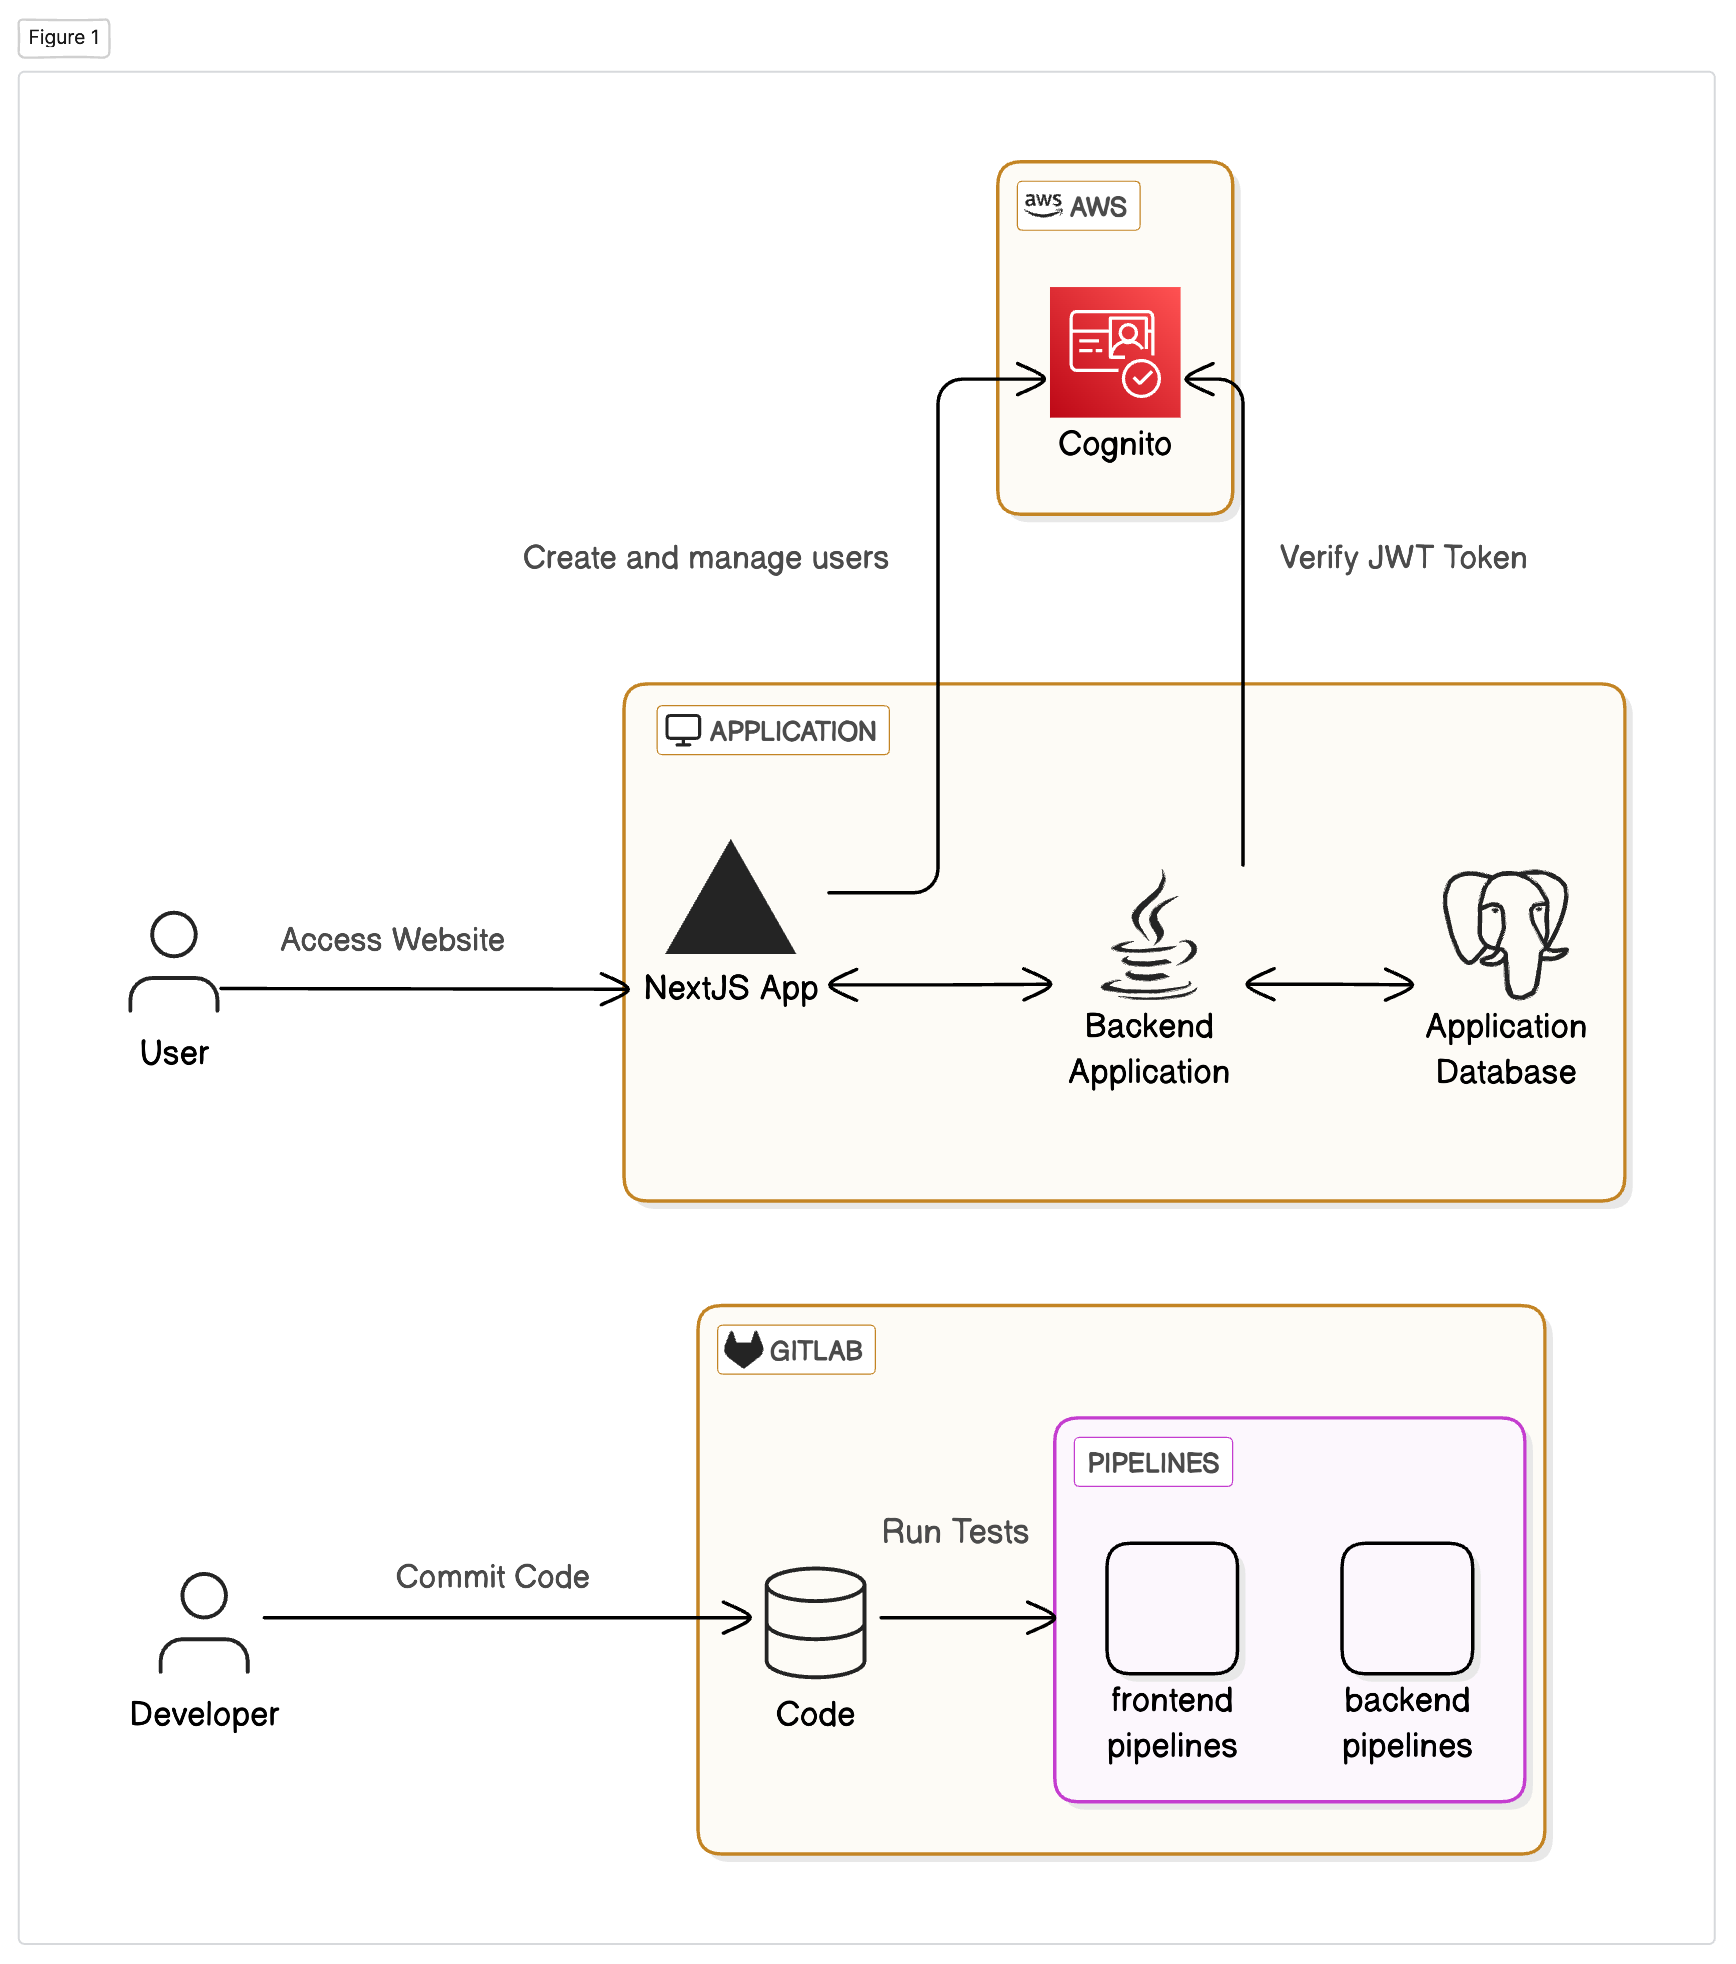 Figure 1
aws AWS
Cognito
Create and manage users
Verify JWT Token
APPLICATION
Access Website
User
NextJS App
Backend
Application
Application
Database
GITLAB
PIPELINES
Run Tests
Commit Code
Developer
Code
frontend
pipelines
backend
pipelines